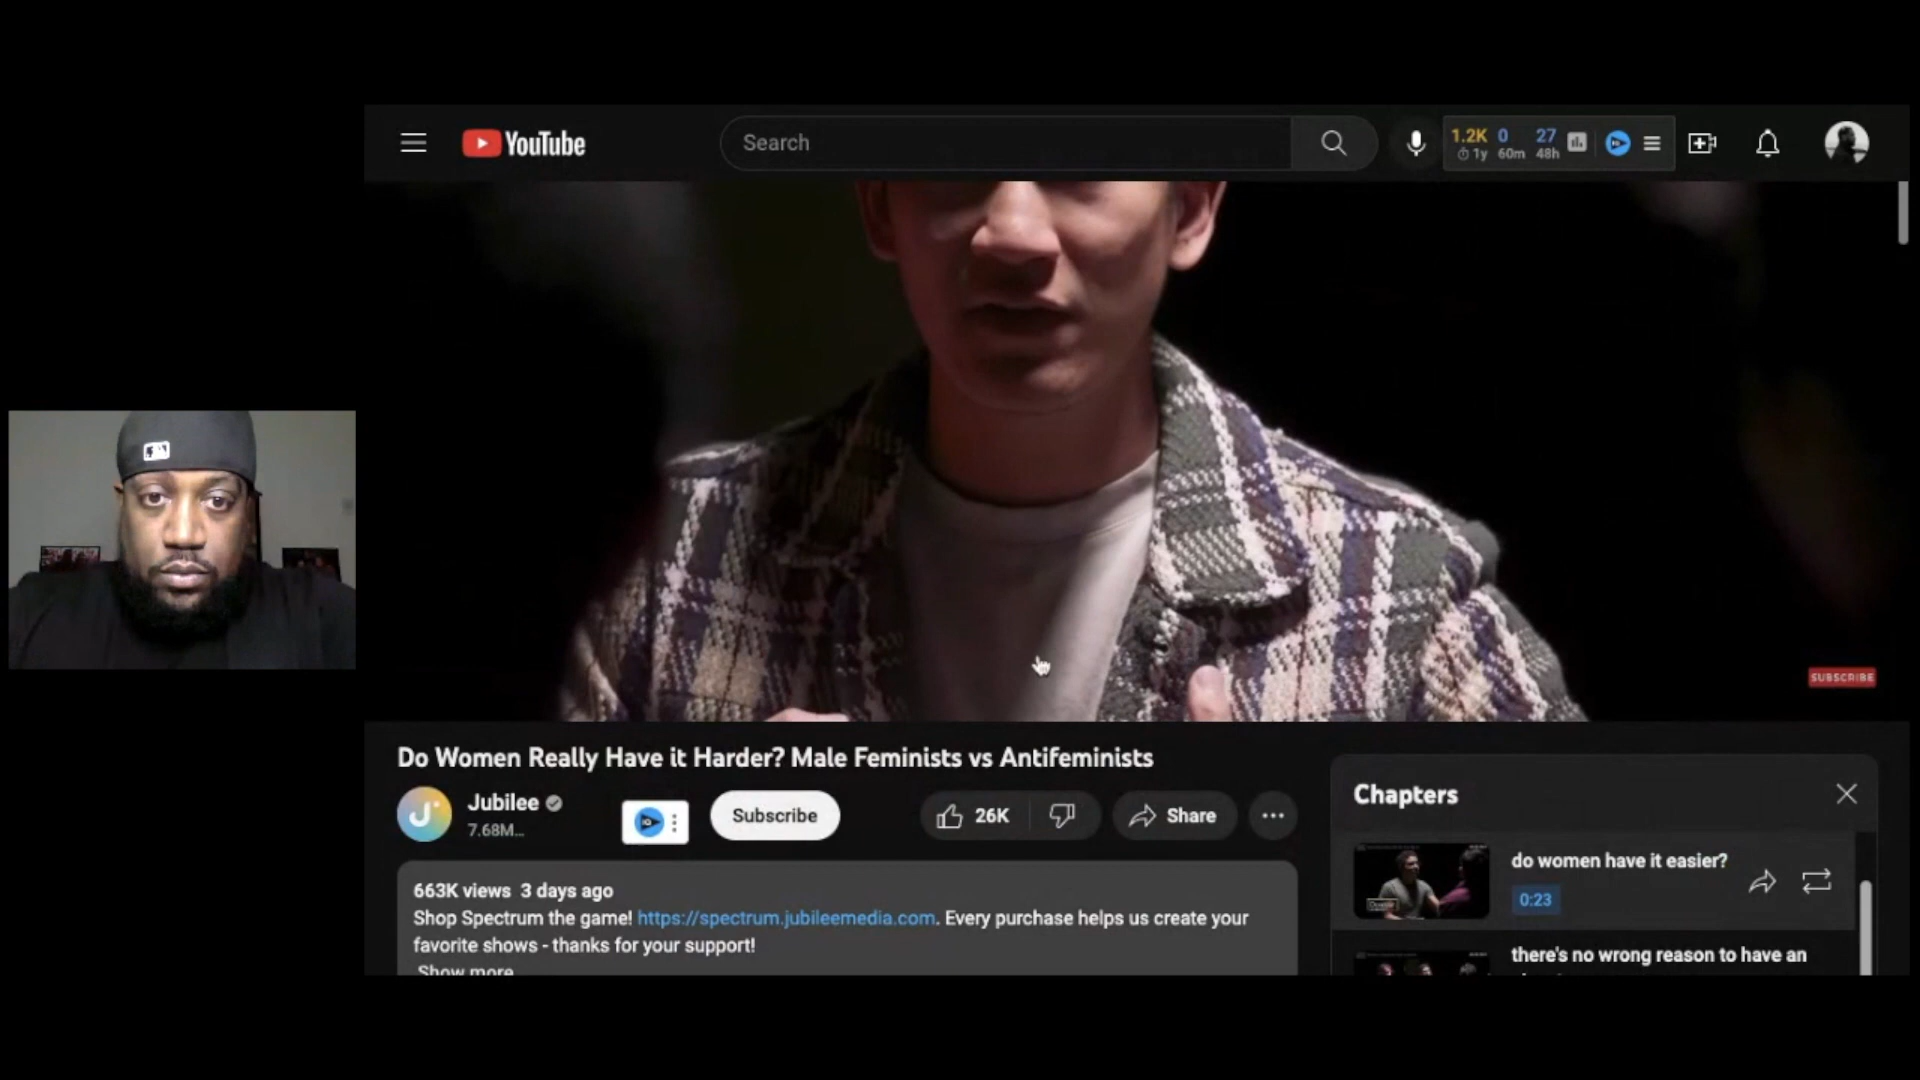 YouTube
Search
1.2K 0 27
1y 60m 48h
SUBSCRIBE
Do Women Really Have it Harder? Male Feminists vs Antifeminists
Jubilee
7.68M...
Subscribe
26K
Share
663K views 3 days ago
Shop Spectrum the game! https://spectrum.jubileemedia.com. Every purchase helps us create your
favorite shows - thanks for your support!
Show more
Chapters
do women have it easier?
0:23
there's no wrong reason to have an